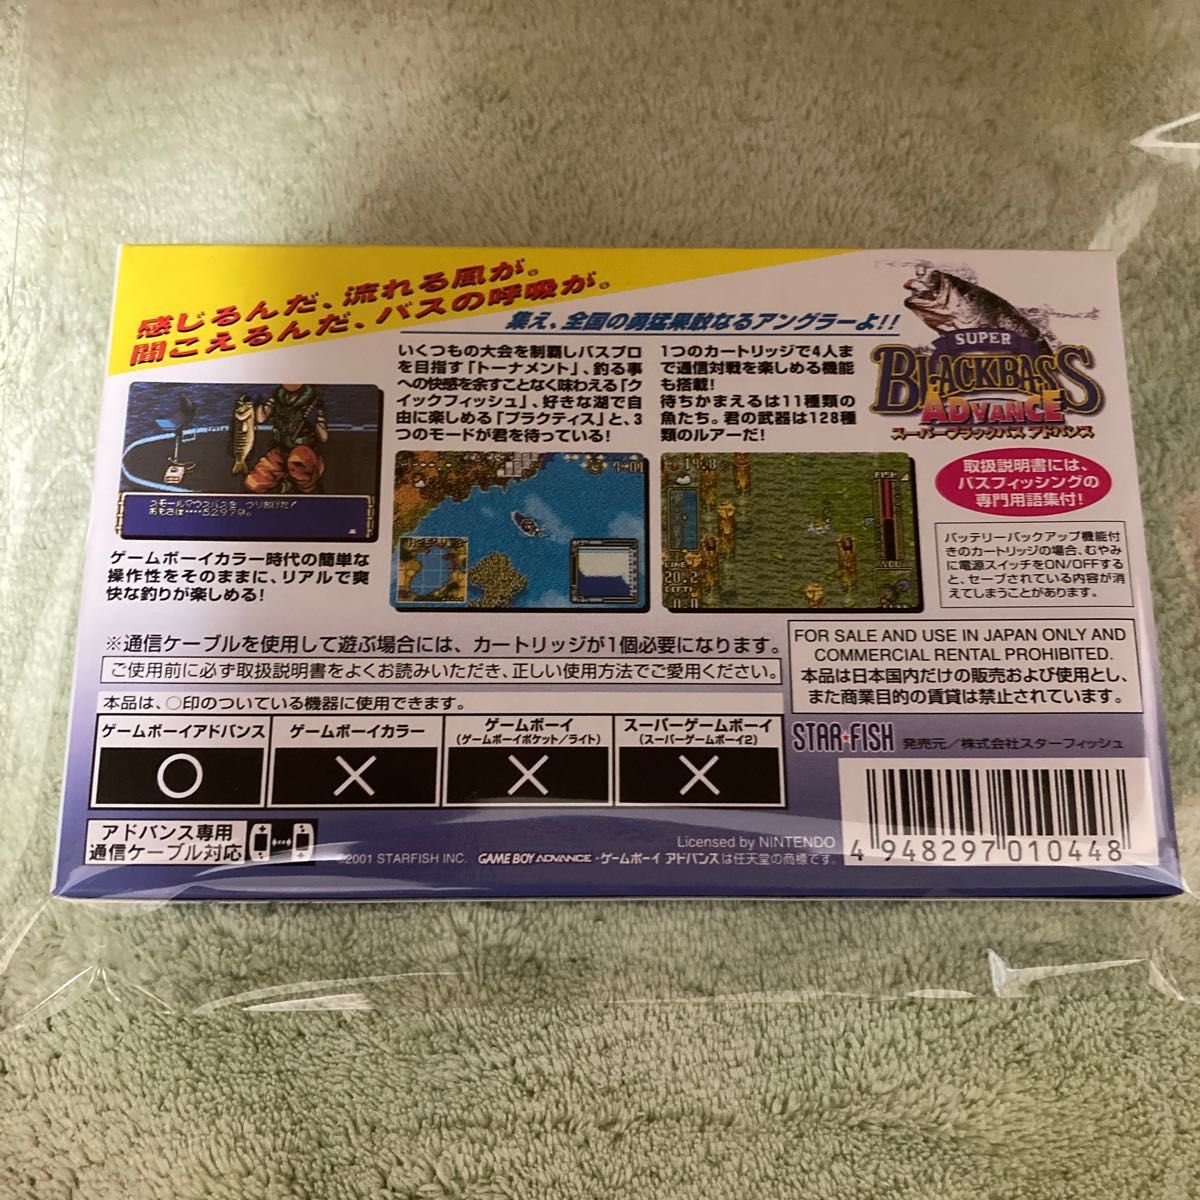 感じるんだ、流れる風が。
聞こえるんだ、バスの呼吸が。
集え、全国の勇猛果敢なるアングラーよ!!
SUPER
BLACKBASS
ADVANCE
スーパーブラックバス アドバンス
いくつもの大会を制覇しバスプロ
を目指す「トーナメント」、釣る事
への快感を余すことなく味わえる「ク
イックフィッシュ」、好きな湖で自
由に楽しめる「プラクティス」と、3
つのモードが君を待っている!
1つのカートリッジで4人ま
で通信対戦を楽しめる機能
も搭載!
待ちかまえるは11種類の
魚たち。君の武器は128種
類のルアーだ!
取扱説明書には、
バスフィッシングの
専門用語集付!
スモールマウスバスを、つりあげた!
おもさは‥‥52979。
ゲームボーイカラー時代の簡単な
操作性をそのままに、リアルで爽
快な釣りが楽しめる!
14.8
FISH
LINE
20.2
バッテリーバックアップ機能付
きのカートリッジの場合、むやみ
に電源スイッチをON/OFFする
と、セーブされている内容が消
えてしまうことがあります。
※通信ケーブルを使用して遊ぶ場合には、カートリッジが1個必要になります。
ご使用前に必ず取扱説明書をよくお読みいただき、正しい使用方法でご愛用ください。
FOR SALE AND USE IN JAPAN ONLY AND
COMMERCIAL RENTAL PROHIBITED.
本品は日本国内だけの販売および使用とし、
また商業目的の賃貸は禁止されています。
本品は、○印のついている機器に使用できます。
ゲームボーイアドバンス
ゲームボーイカラー
ゲームボーイ
(ゲームボーイポケット/ライト)
スーパーゲームボーイ
(スーパーゲームボーイ2)
○ × × ×
STAR★FISH 発売元/株式会社スターフィッシュ
アドバンス専用
通信ケーブル対応
Licensed by NINTENDO
©2001 STARFISH INC. GAME BOY ADVANCE・ゲームボーイ アドバンスは任天堂の商標です。
4 948297 010448